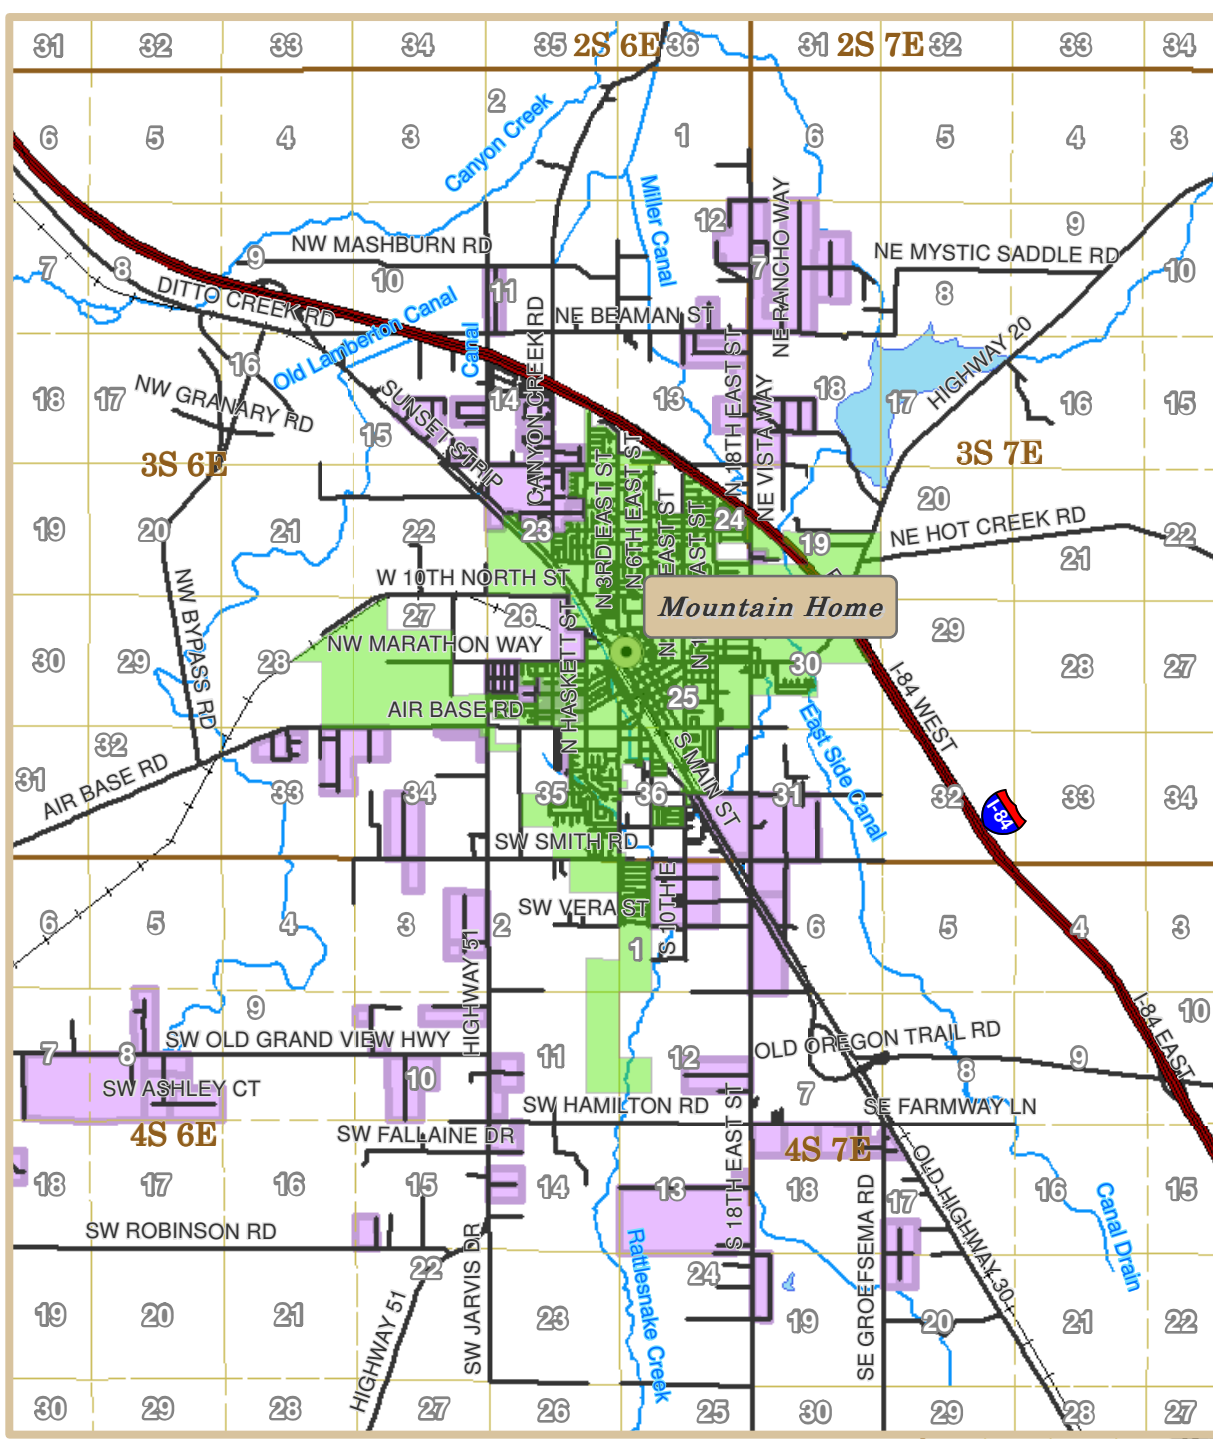 31 32 33 34 35 2S 6E 36 31 2S 7E 32 33 34
2
6 5 4 3 Canyon Creek 1 6 5 4 3
Miller Canal
12 NE RANCHO WAY 9
NW MASHBURN RD NE MYSTIC SADDLE RD
7 8 9 10 11 7 8 10
DITTO CREEK RD
Old Lamberton Canal
Canal
CANYON CREEK RD
NE BEAMAN ST
HIGHWAY 20
16
18 17 NW GRANARY RD 15 SUNSET STRIP 14 13 N 18TH EAST ST NE VISTA WAY 18 17 16 15
3S 6E 3S 7E
N 3RD EAST ST
N 6TH EAST ST
EAST ST
AST ST
19 20 21 22 23 24 19 20 21 22
NE HOT CREEK RD
W 10TH NORTH ST
NW BYPASS RD
27 26 Mountain Home 29
NW MARATHON WAY
N HASKETT ST
N
N 1
30 29 28 25 30 28 27
I-84 WEST
AIR BASE RD
East Side Canal
32
31 AIR BASE RD 33 34 35 36 S MAIN ST 31 32 33 34
I-84
SW SMITH RD
SW VERA ST
S 10TH E
6 5 4 3 2 1 6 5 4 3
HIGHWAY 51
9 10
I-84 EAST
SW OLD GRAND VIEW HWY OLD OREGON TRAIL RD
7 8 10 11 12 7 8 9
SW ASHLEY CT
SW HAMILTON RD SE FARMWAY LN
4S 6E SW FALLAINE DR 4S 7E
S 18TH EAST ST
OLD HIGHWAY 30
18 17 16 15 14 13 18 17 16 15
SE GROEFSEMA RD
Canal Drain
SW ROBINSON RD
Rattlesnake Creek
22 24
SW JARVIS DR
HIGHWAY 51
19 20 21 23 19 20 21 22
30 29 28 27 26 25 30 29 28 27